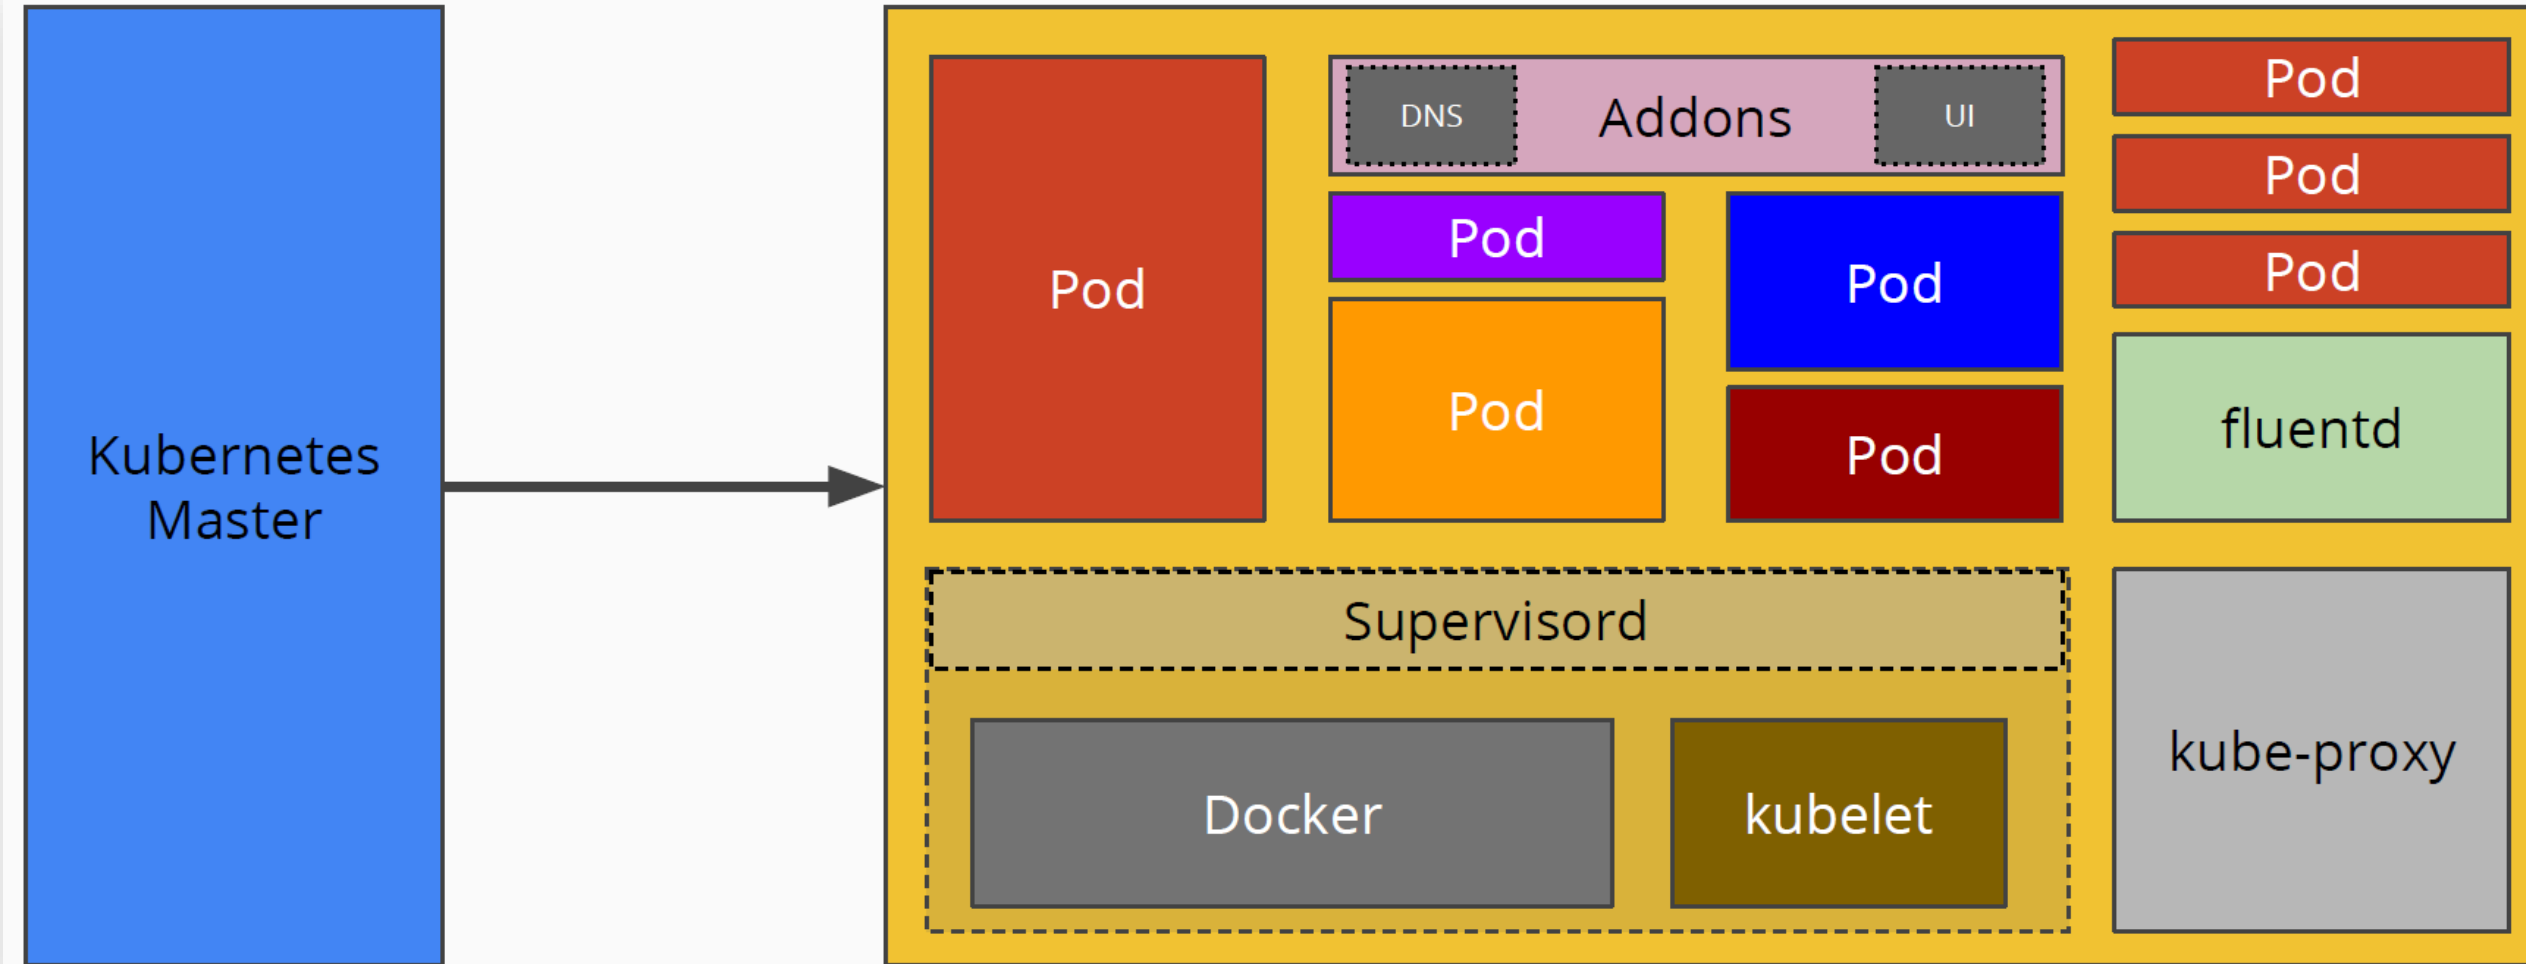 Kubernetes
Master
Pod
DNS
Addons
UI
Pod
Pod
Pod
Pod
Pod
Pod
Pod
fluentd
Supervisord
Docker
kubelet
kube-proxy